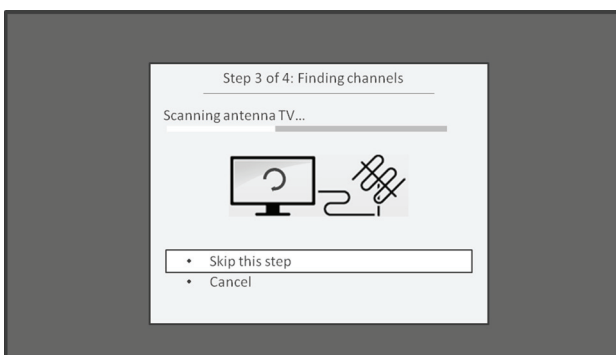 Step 3 of 4: Finding channels
Scanning antenna TV...
• Skip this step
• Cancel